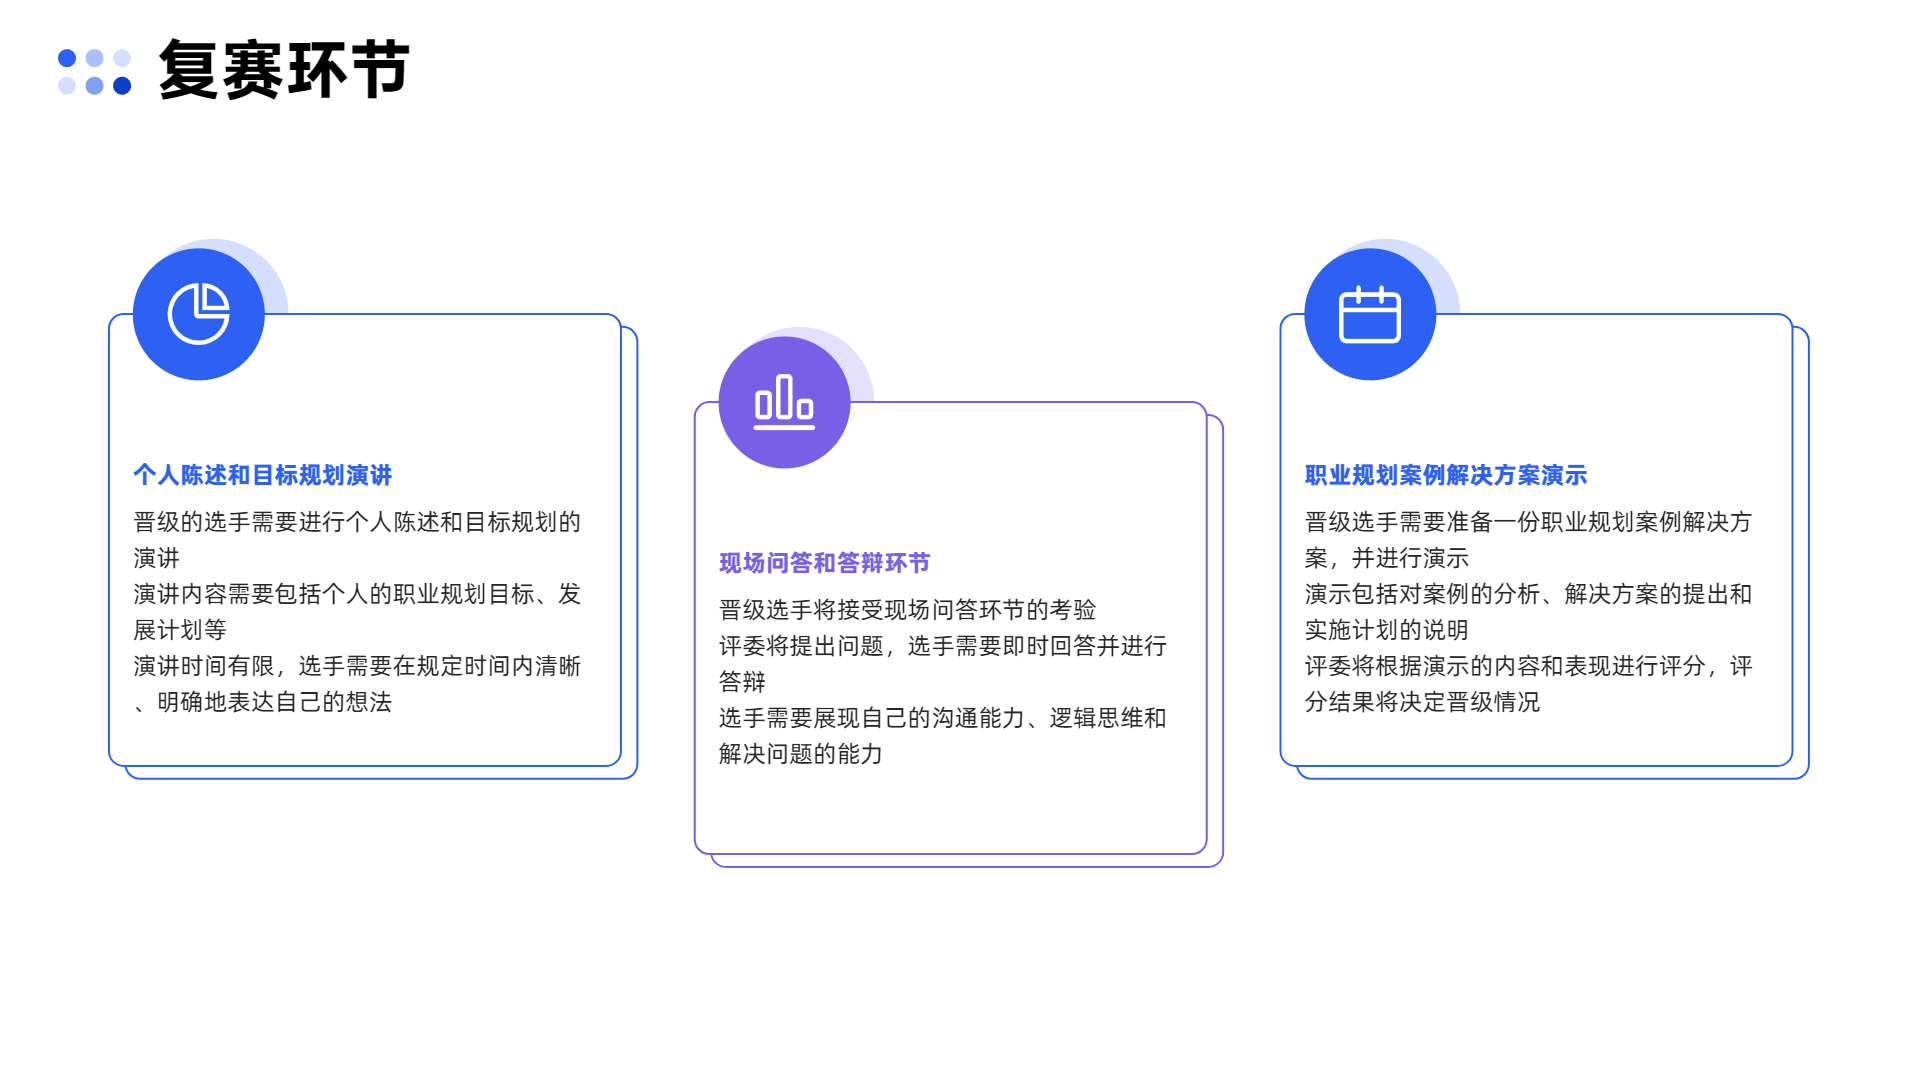 复赛环节
个人陈述和目标规划演讲
晋级的选手需要进行个人陈述和目标规划的
演讲
演讲内容需要包括个人的职业规划目标、发
展计划等
演讲时间有限，选手需要在规定时间内清晰
、明确地表达自己的想法
现场问答和答辩环节
晋级选手将接受现场问答环节的考验
评委将提出问题，选手需要即时回答并进行
答辩
选手需要展现自己的沟通能力、逻辑思维和
解决问题的能力
职业规划案例解决方案演示
晋级选手需要准备一份职业规划案例解决方
案，并进行演示
演示包括对案例的分析、解决方案的提出和
实施计划的说明
评委将根据演示的内容和表现进行评分，评
分结果将决定晋级情况